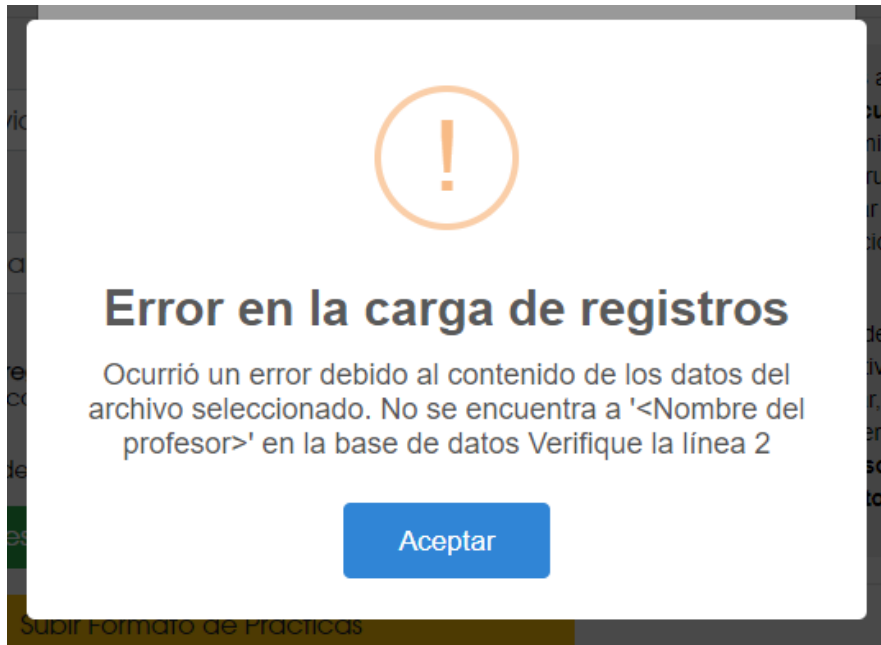 !
Error en la carga de registros
Ocurrió un error debido al contenido de los datos del
archivo seleccionado. No se encuentra a '<Nombre del
profesor>' en la base de datos Verifique la línea 2
Aceptar
Subir Formato de Prácticas